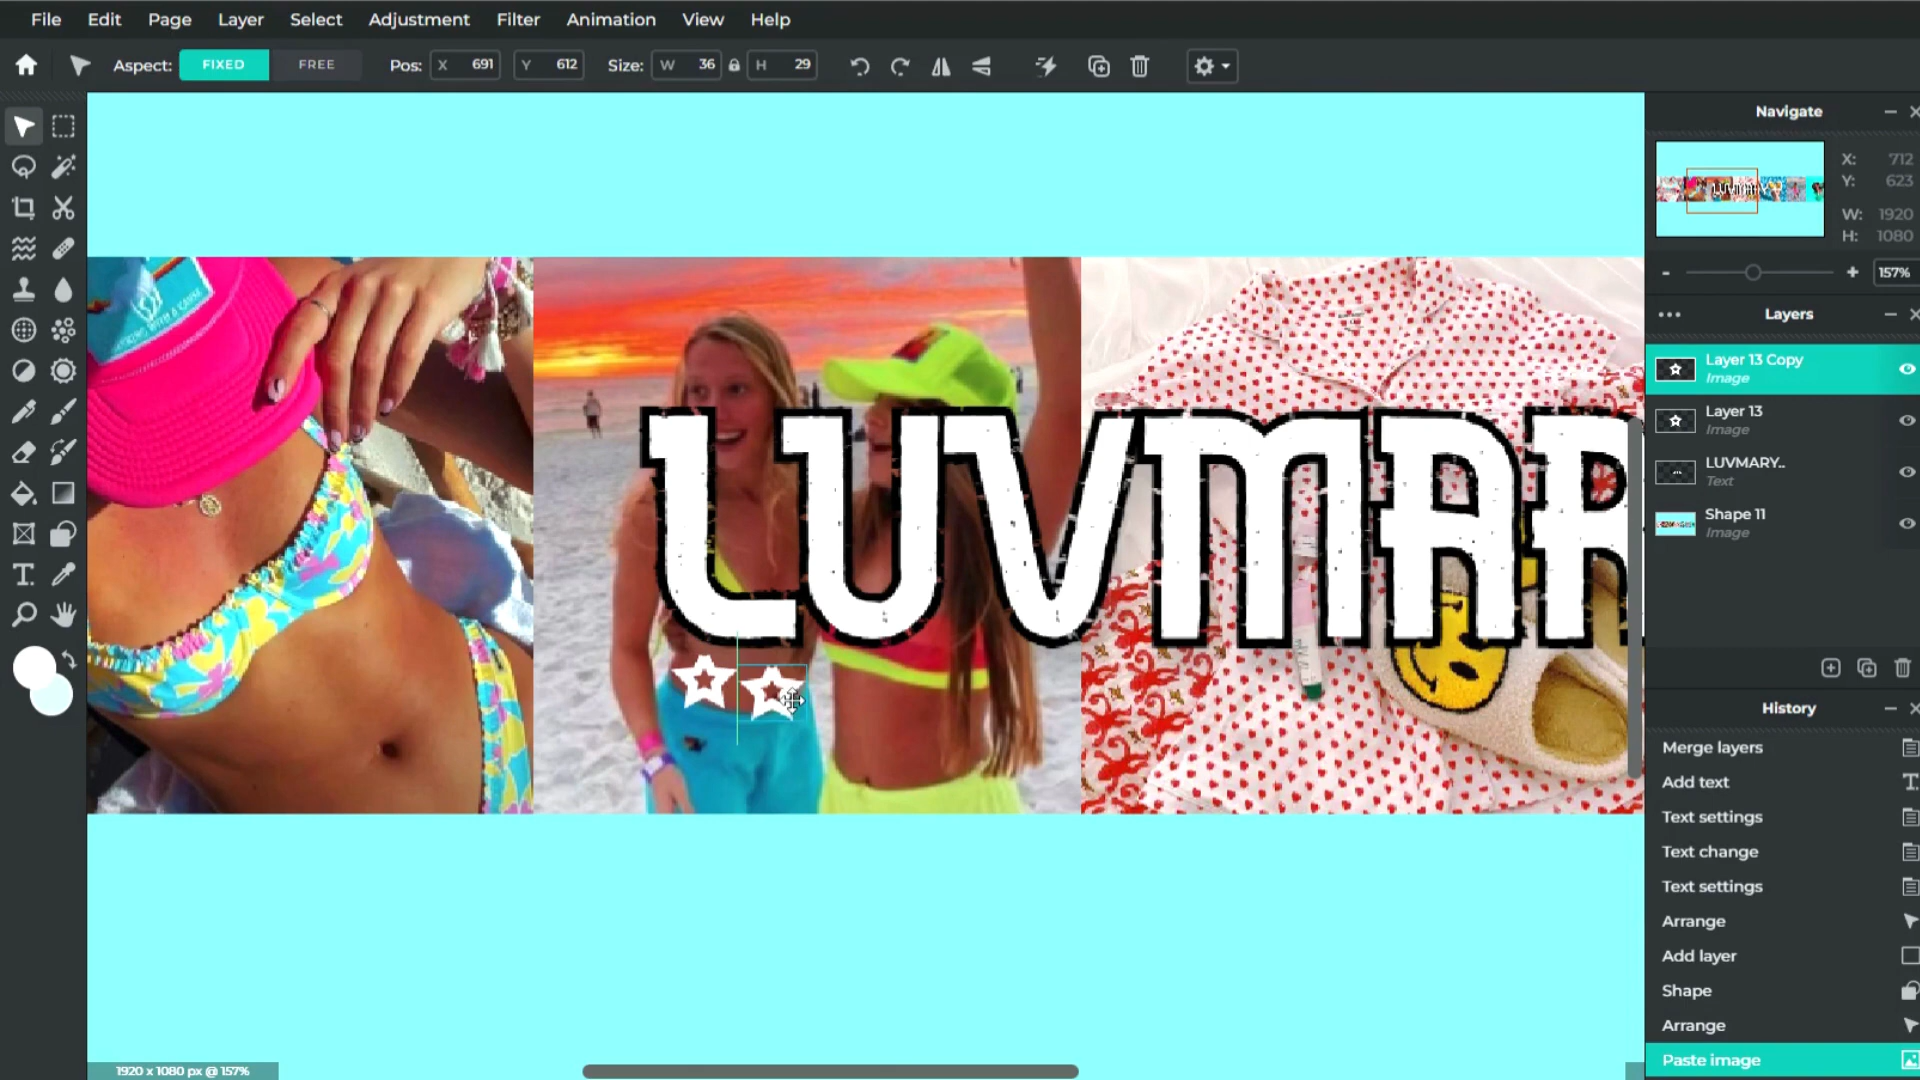 File Edit Page Layer Select Adjustment Filter Animation View Help
Aspect: FIXED FREE Pos: X 691 Y 612 Size: W 36 H 29
Navigate
X: 712
Y: 623
W: 1920
H: 1080
- + 157%
Layers
Layer 13 Copy
Image
Layer 13
Image
LUVMARY..
Text
Shape 11
Image
LUVMAR
History
Merge layers
Add text
Text settings
Text change
Text settings
Arrange
Add layer
Shape
Arrange
Paste image
1920 x 1080 px @ 157%